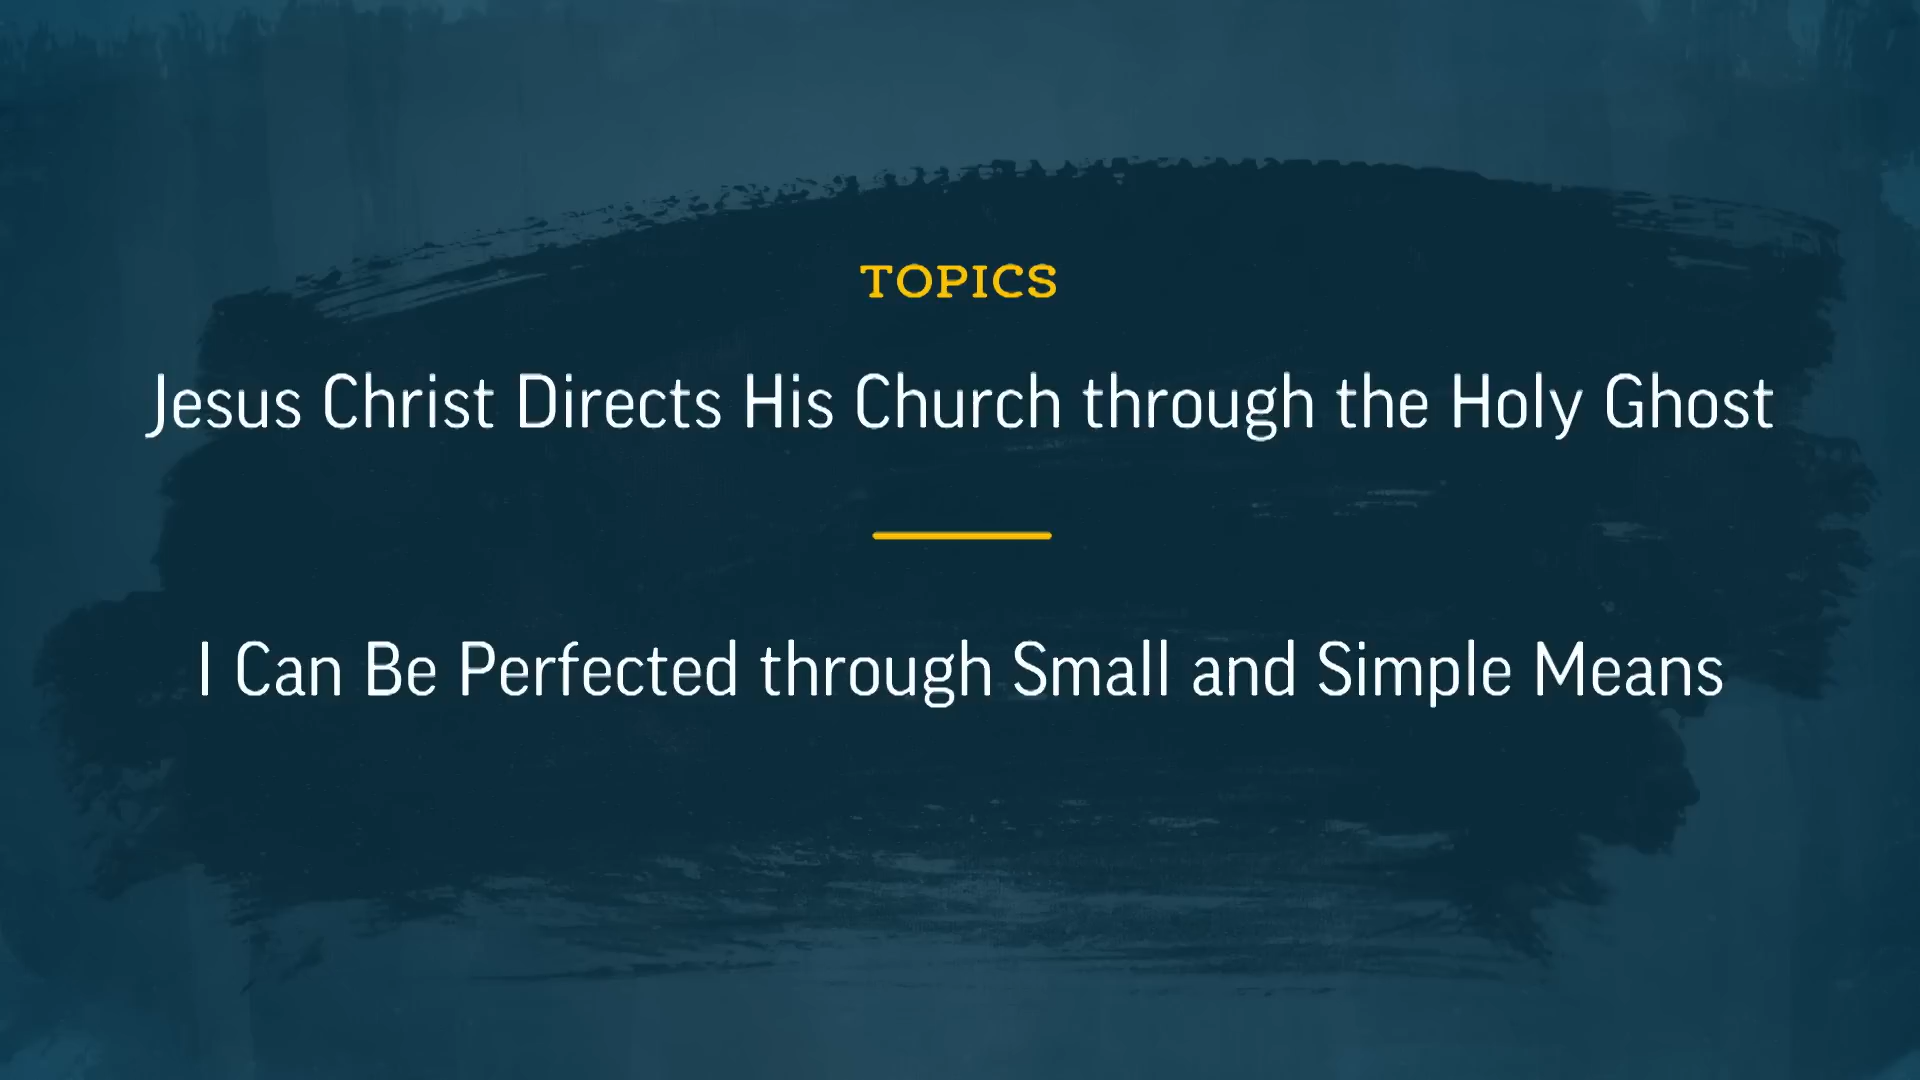 TOPICS
Jesus Christ Directs His Church through the Holy Ghost
I Can Be Perfected through Small and Simple Means